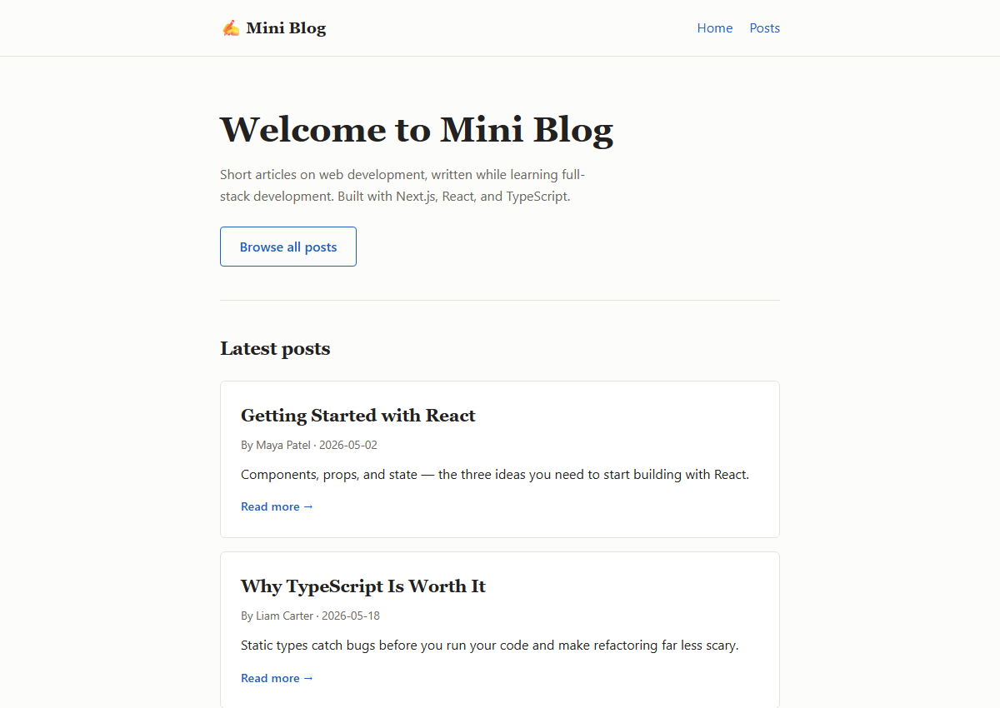 ✍️ Mini Blog
Home
Posts
Welcome to Mini Blog
Short articles on web development, written while learning full-
stack development. Built with Next.js, React, and TypeScript.
Browse all posts
Latest posts
Getting Started with React
By Maya Patel · 2026-05-02
Components, props, and state — the three ideas you need to start building with React.
Read more →
Why TypeScript Is Worth It
By Liam Carter · 2026-05-18
Static types catch bugs before you run your code and make refactoring far less scary.
Read more →